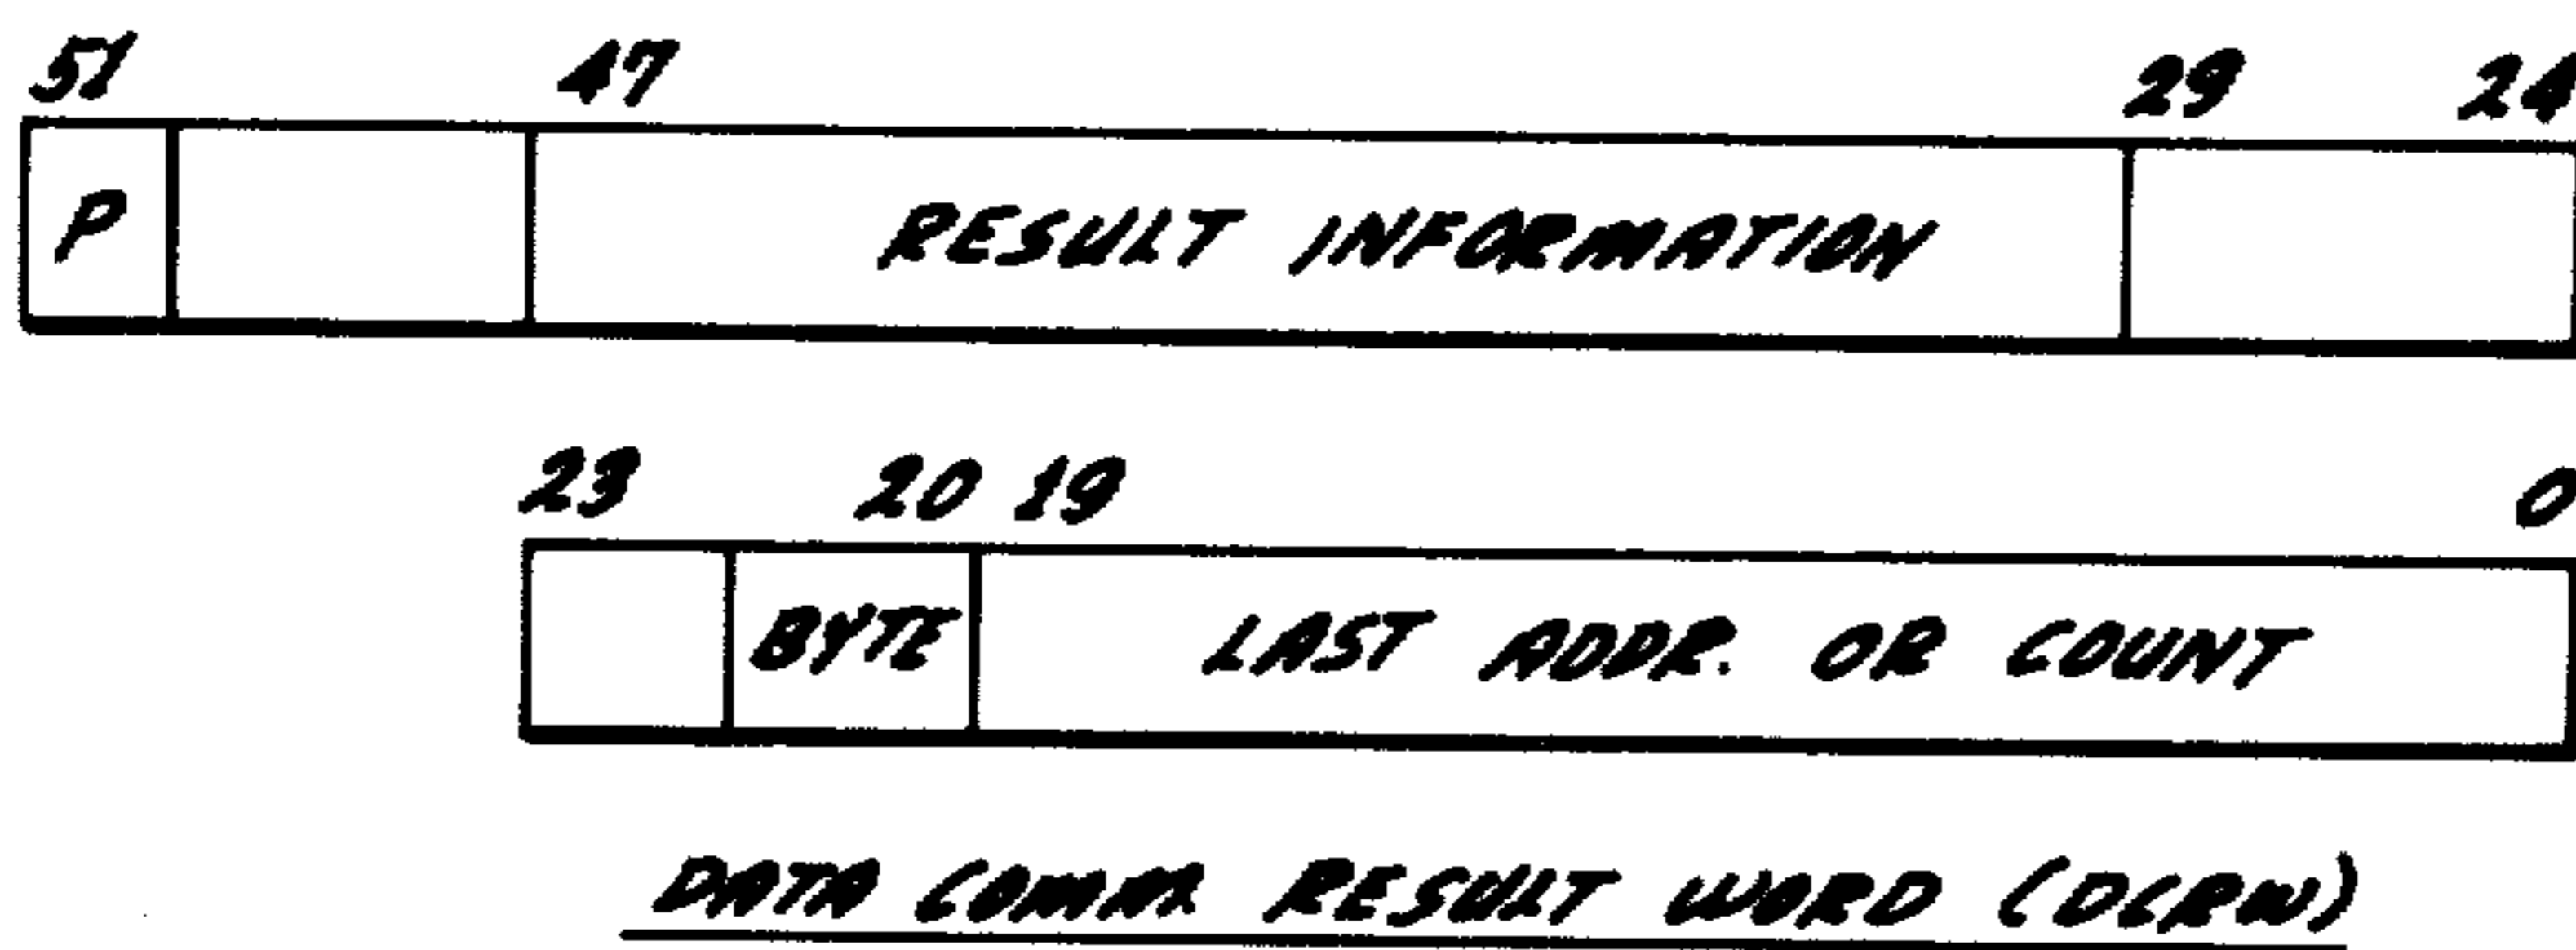 51 47 29 24
P RESULT INFORMATION
23 20 19 0
BYTE LAST ADDR. OR COUNT
DATA COMM. RESULT WORD (DCRW)